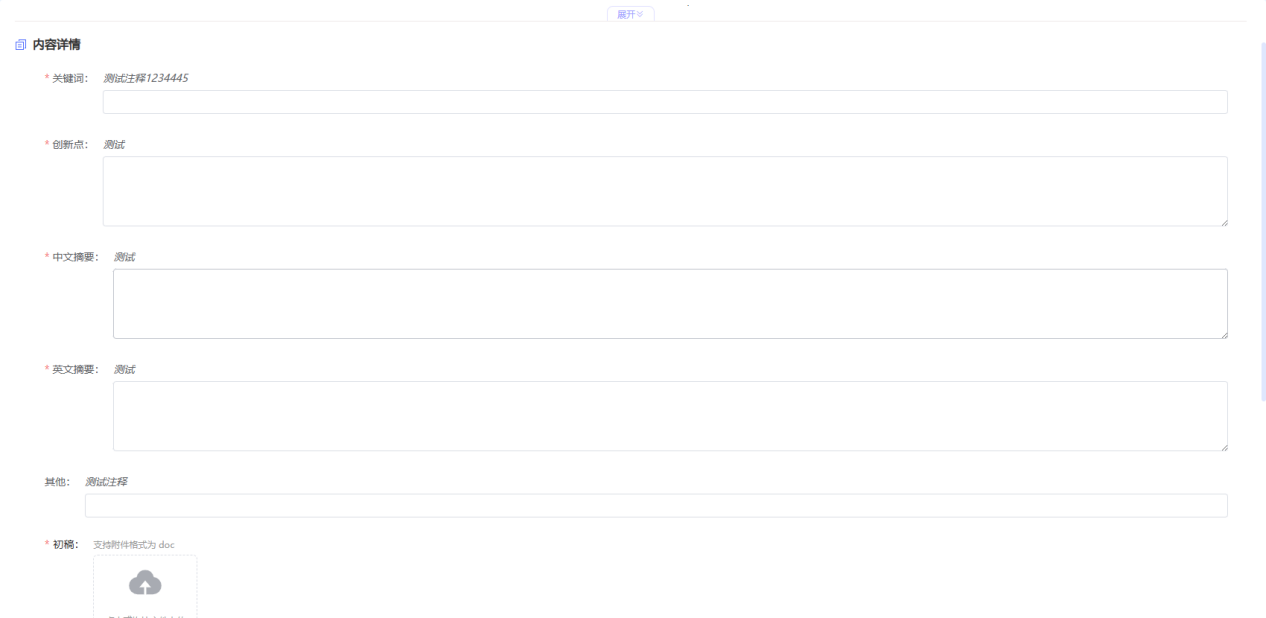 展开
内容详情
* 关键词： 测试注释1234445
* 创新点： 测试
* 中文摘要： 测试
* 英文摘要： 测试
其他： 测试注释
* 初稿： 支持附件格式为 doc